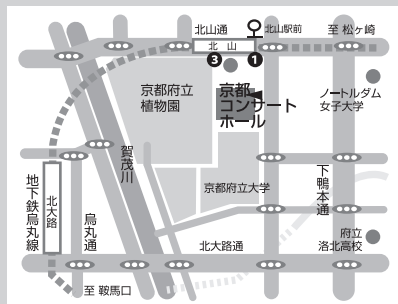 北山通
北山駅前
至 松ヶ崎
北山
3
1
京都府立
植物園
京都
コンサート
ホール
ノートルダム
女子大学
賀茂川
京都府立大学
下鴨本通
地下鉄烏丸線
北大路
烏丸通
北大路通
府立
洛北高校
至 鞍馬口